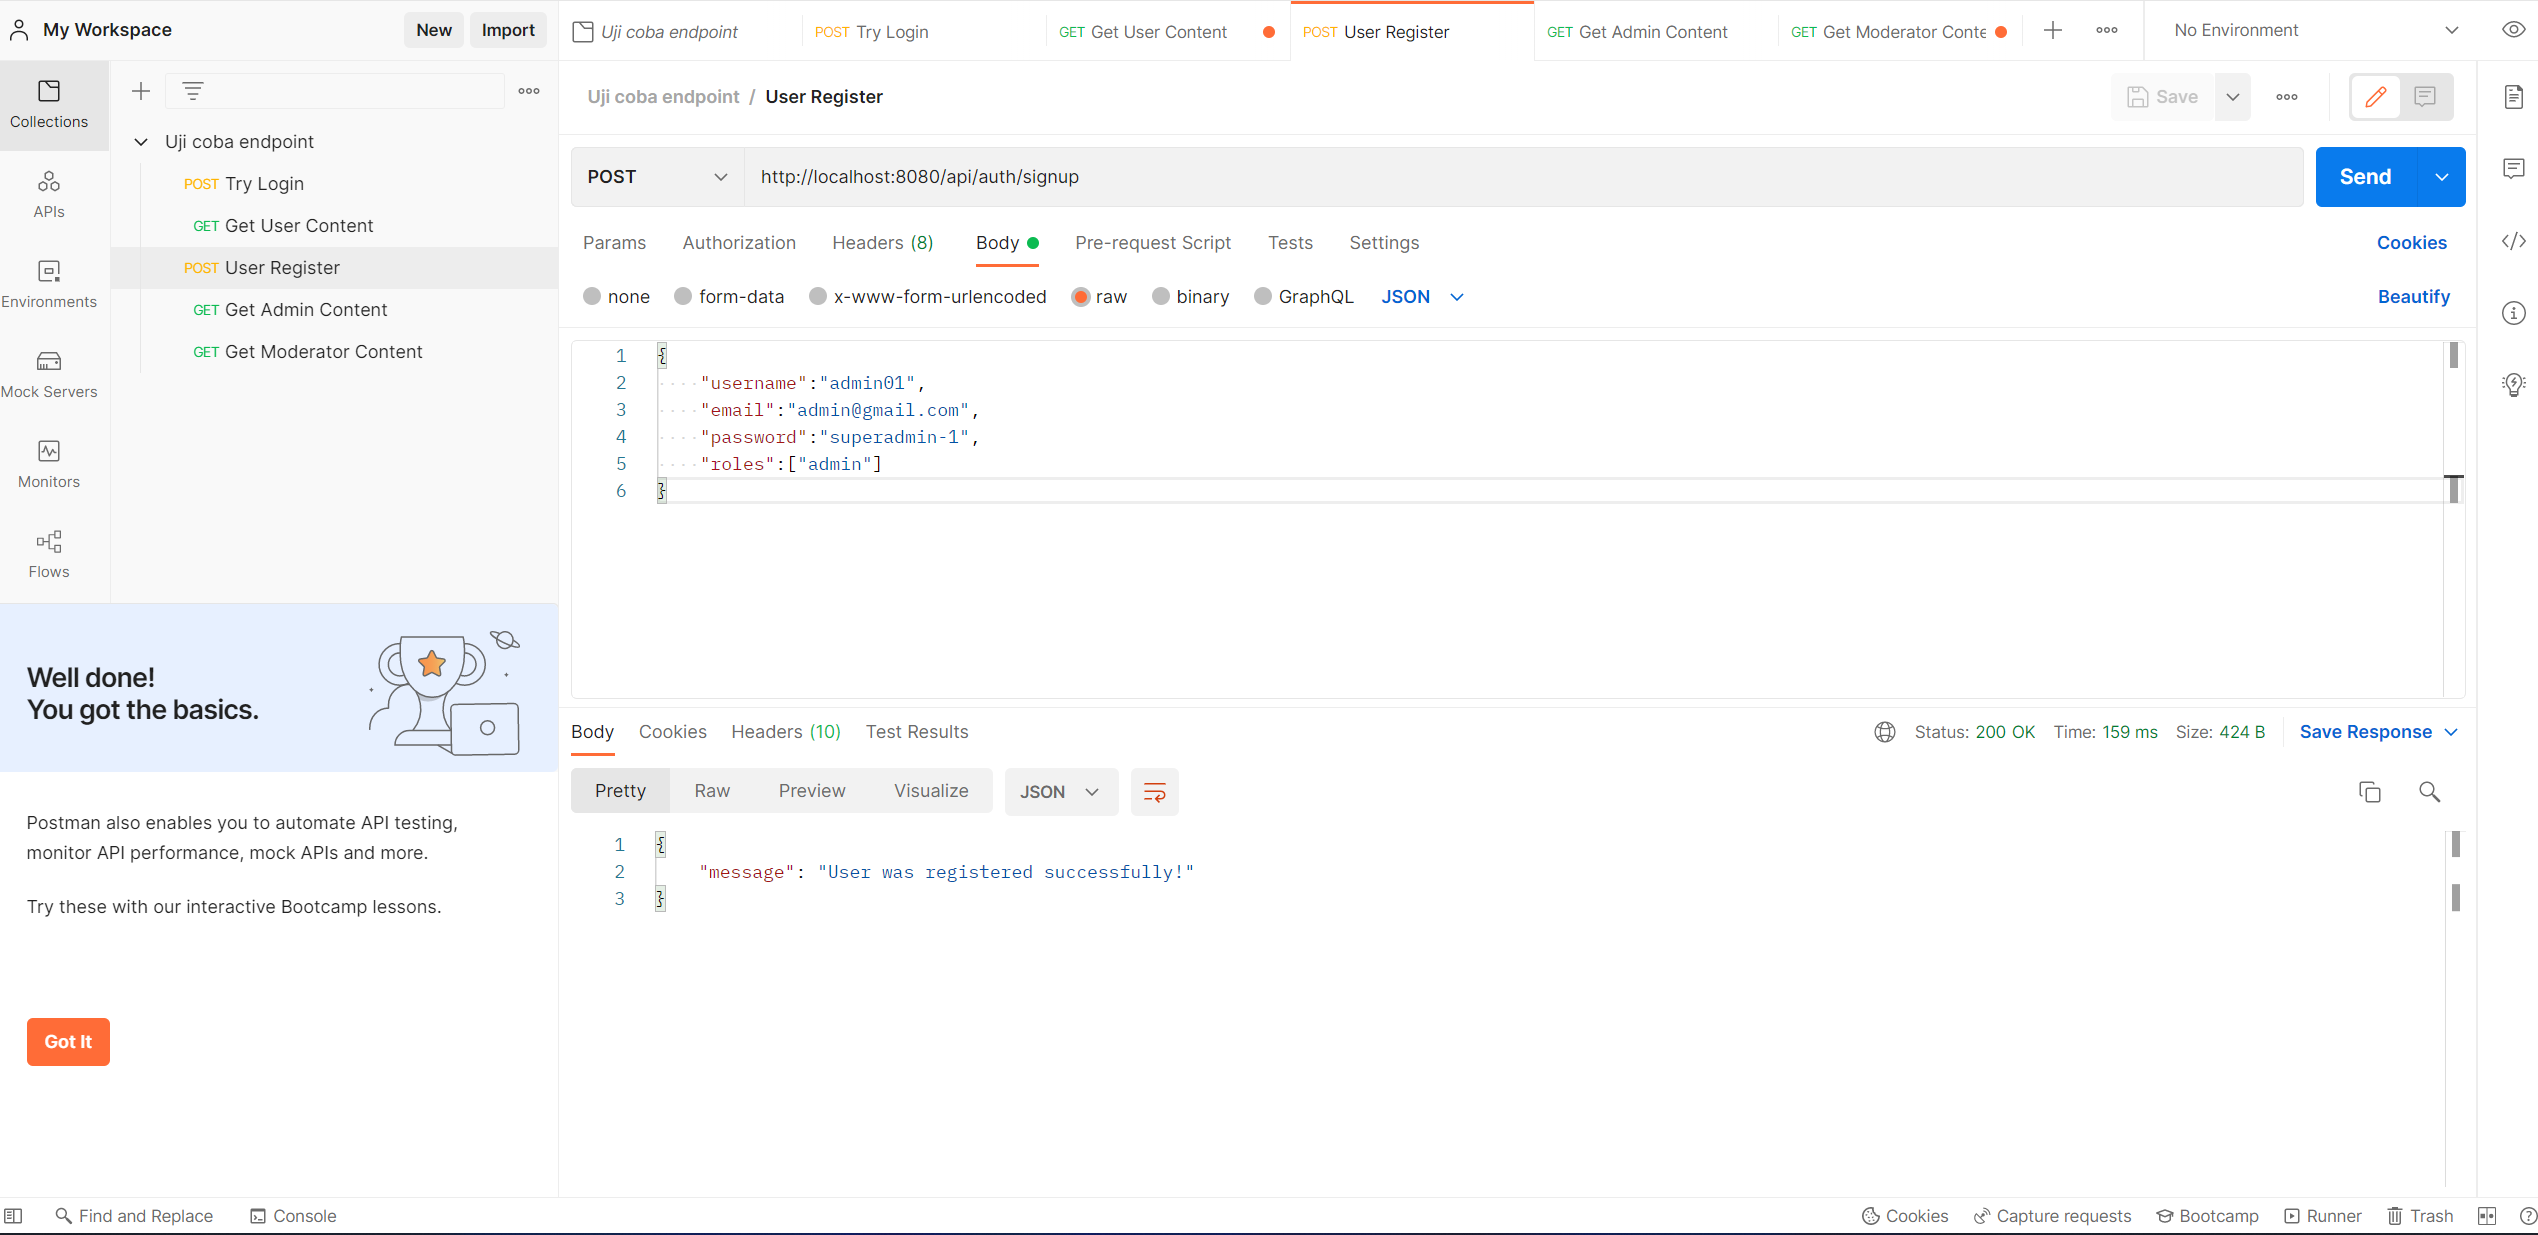 My Workspace
New
Import
Uji coba endpoint
POST Try Login
GET Get User Content
POST User Register
GET Get Admin Content
GET Get Moderator Conte
No Environment
Collections
APIs
Environments
Mock Servers
Monitors
Flows
Uji coba endpoint
POST Try Login
GET Get User Content
POST User Register
GET Get Admin Content
GET Get Moderator Content
Well done!
You got the basics.
Postman also enables you to automate API testing,
monitor API performance, mock APIs and more.
Try these with our interactive Bootcamp lessons.
Got It
Uji coba endpoint / User Register
Save
POST
http://localhost:8080/api/auth/signup
Send
Params
Authorization
Headers (8)
Body
Pre-request Script
Tests
Settings
Cookies
none
form-data
x-www-form-urlencoded
raw
binary
GraphQL
JSON
Beautify
1 {
2 "username":"admin01",
3 "email":"admin@gmail.com",
4 "password":"superadmin-1",
5 "roles":["admin"]
6 }
Body
Cookies
Headers (10)
Test Results
Status: 200 OK
Time: 159 ms
Size: 424 B
Save Response
Pretty
Raw
Preview
Visualize
JSON
1 {
2 "message": "User was registered successfully!"
3 }
Find and Replace
Console
Cookies
Capture requests
Bootcamp
Runner
Trash